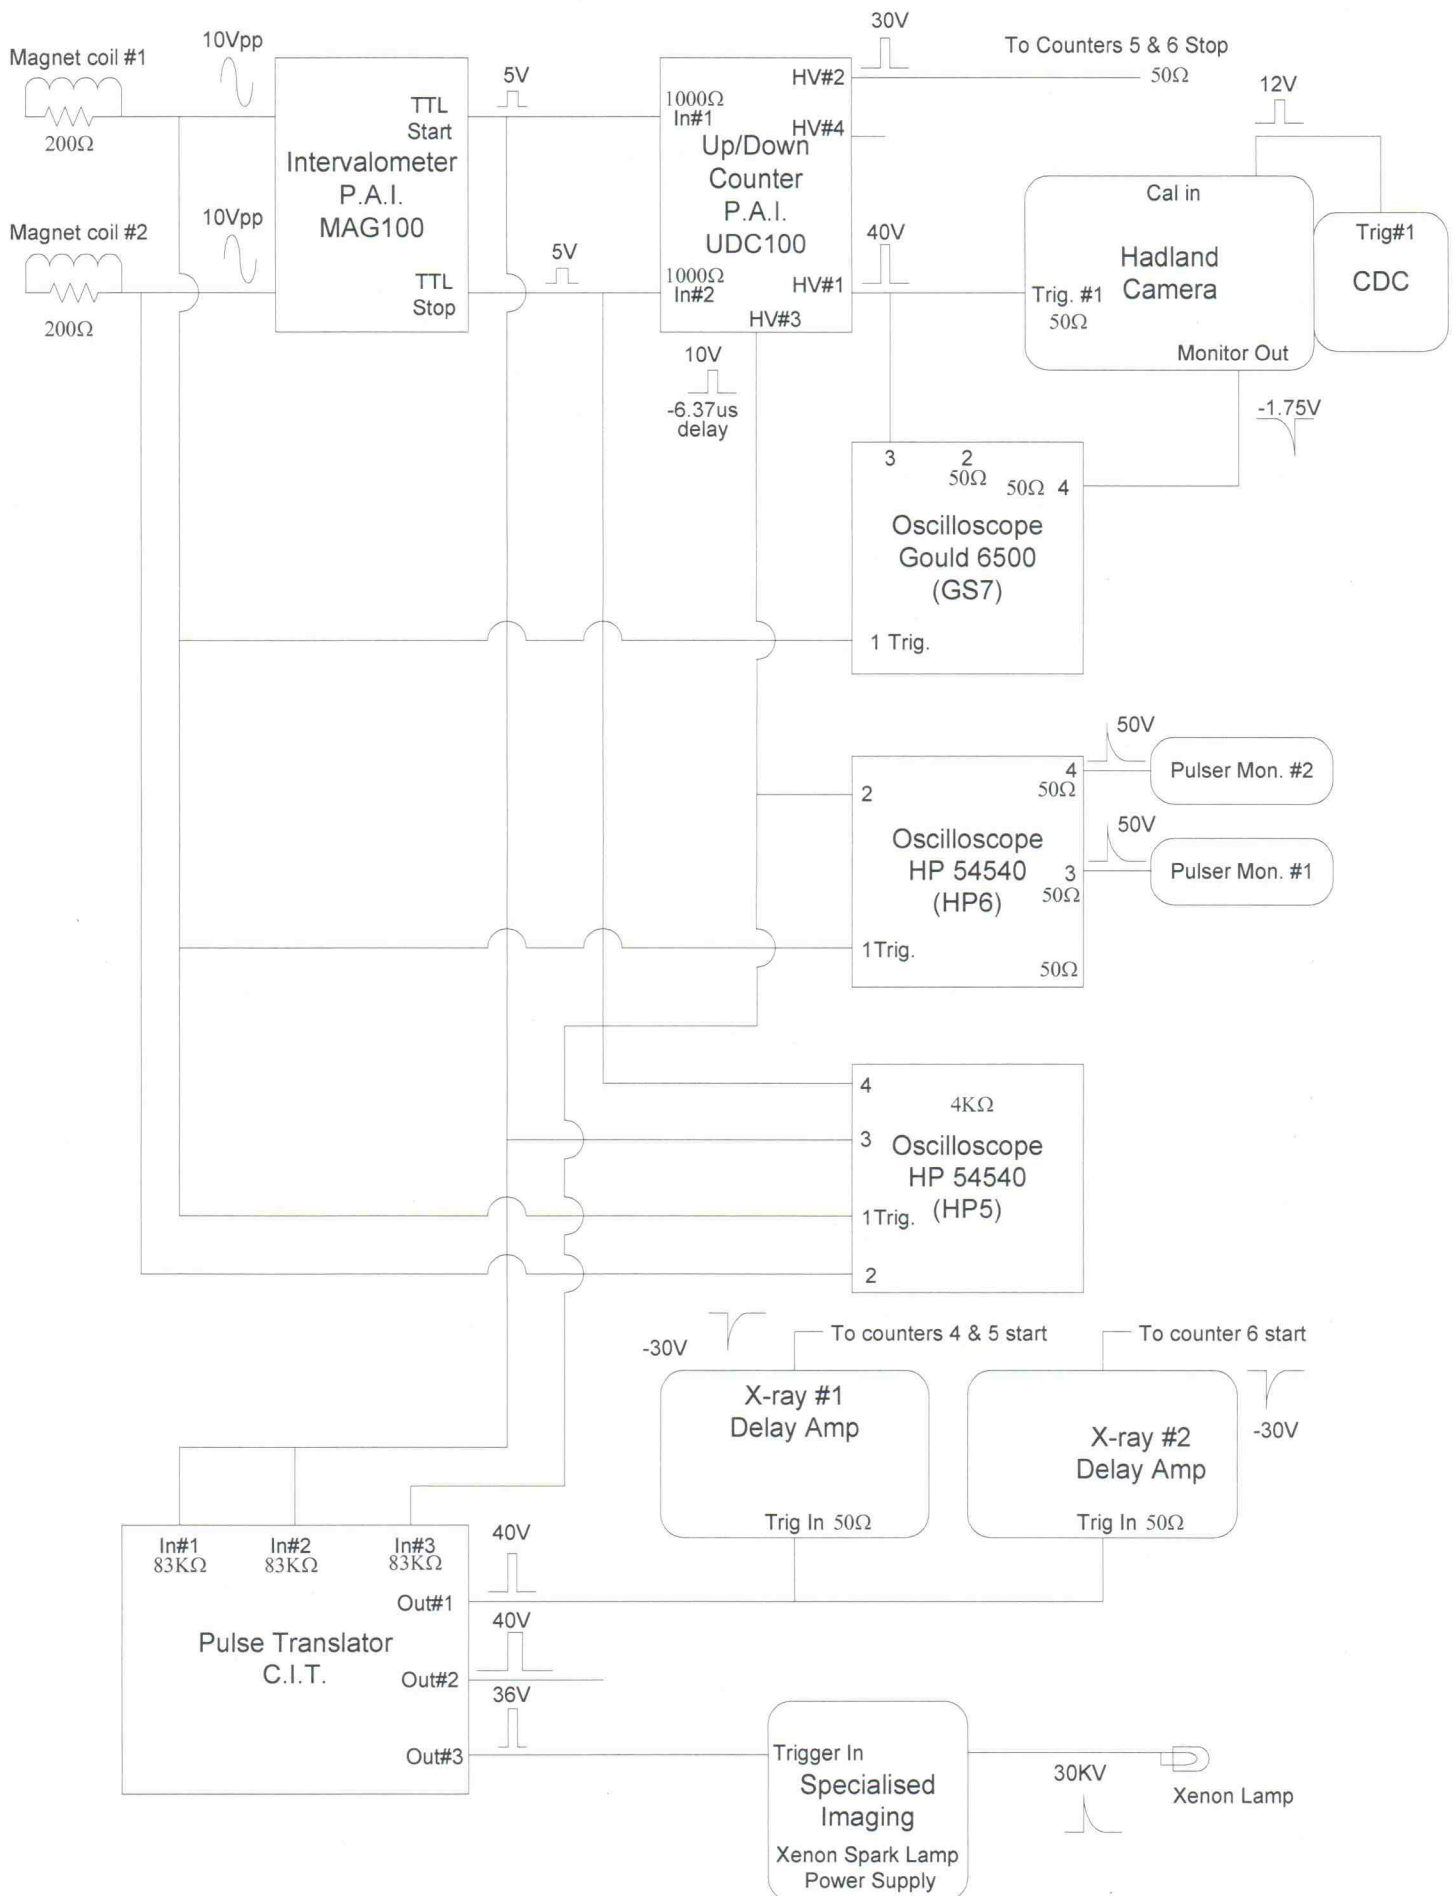 Magnet coil #1
10Vpp
200Ω
Magnet coil #2
10Vpp
200Ω
TTL
Start
Intervalometer
P.A.I.
MAG100
TTL
Stop
5V
5V
1000Ω
In#1
HV#2
HV#4
Up/Down
Counter
P.A.I.
UDC100
1000Ω
In#2
HV#1
HV#3
30V
To Counters 5 & 6 Stop
50Ω
12V
40V
Cal in
Hadland
Camera
Trig. #1
50Ω
Monitor Out
Trig#1
CDC
10V
-6.37us
delay
-1.75V
3
2
50Ω
50Ω 4
Oscilloscope
Gould 6500
(GS7)
1 Trig.
50V
Pulser Mon. #2
4
50Ω
2
Oscilloscope
HP 54540
(HP6)
50V
Pulser Mon. #1
3
50Ω
1Trig.
50Ω
4
4KΩ
3
Oscilloscope
HP 54540
(HP5)
1Trig.
2
-30V
To counters 4 & 5 start
To counter 6 start
X-ray #1
Delay Amp
Trig In 50Ω
-30V
X-ray #2
Delay Amp
Trig In 50Ω
In#1
83KΩ
In#2
83KΩ
In#3
83KΩ
40V
Out#1
Pulse Translator
C.I.T.
40V
Out#2
36V
Out#3
Trigger In
Specialised
Imaging
Xenon Spark Lamp
Power Supply
30KV
Xenon Lamp